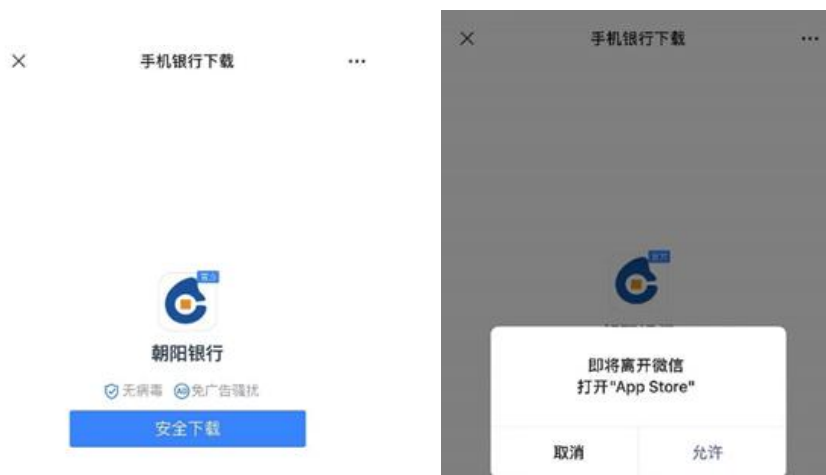 手机银行下载
朝阳银行
无病毒
免广告骚扰
安全下载
手机银行下载
即将离开微信
打开"App Store"
取消
允许